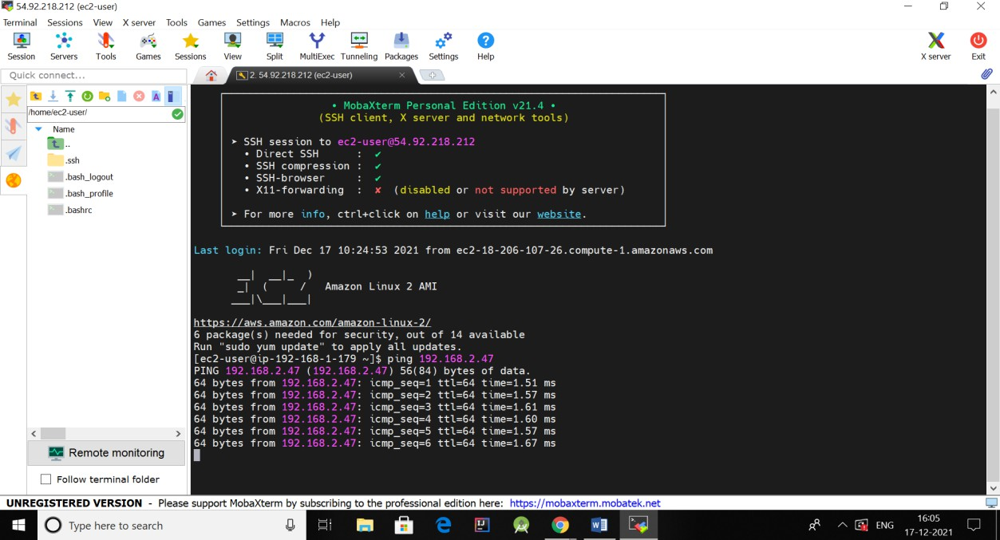 54.92.218.212 (ec2-user)
Terminal Sessions View X server Tools Games Settings Macros Help
Session Servers Tools Games Sessions View Split MultiExec Tunneling Packages Settings Help X server Exit
Quick connect...
2. 54.92.218.212 (ec2-user)
/home/ec2-user/
Name
..
.ssh
.bash_logout
.bash_profile
.bashrc
Remote monitoring
Follow terminal folder
• MobaXterm Personal Edition v21.4 •
(SSH client, X server and network tools)
➤ SSH session to ec2-user@54.92.218.212
• Direct SSH : ✔
• SSH compression : ✔
• SSH-browser : ✔
• X11-forwarding : ✘ (disabled or not supported by server)
➤ For more info, ctrl+click on help or visit our website.
Last login: Fri Dec 17 10:24:53 2021 from ec2-18-206-107-26.compute-1.amazonaws.com
__| __|_ )
_| ( / Amazon Linux 2 AMI
___|\___|___|
https://aws.amazon.com/amazon-linux-2/
6 package(s) needed for security, out of 14 available
Run "sudo yum update" to apply all updates.
[ec2-user@ip-192-168-1-179 ~]$ ping 192.168.2.47
PING 192.168.2.47 (192.168.2.47) 56(84) bytes of data.
64 bytes from 192.168.2.47: icmp_seq=1 ttl=64 time=1.51 ms
64 bytes from 192.168.2.47: icmp_seq=2 ttl=64 time=1.57 ms
64 bytes from 192.168.2.47: icmp_seq=3 ttl=64 time=1.61 ms
64 bytes from 192.168.2.47: icmp_seq=4 ttl=64 time=1.60 ms
64 bytes from 192.168.2.47: icmp_seq=5 ttl=64 time=1.57 ms
64 bytes from 192.168.2.47: icmp_seq=6 ttl=64 time=1.67 ms
UNREGISTERED VERSION - Please support MobaXterm by subscribing to the professional edition here: https://mobaxterm.mobatek.net
Type here to search
ENG
16:05
17-12-2021